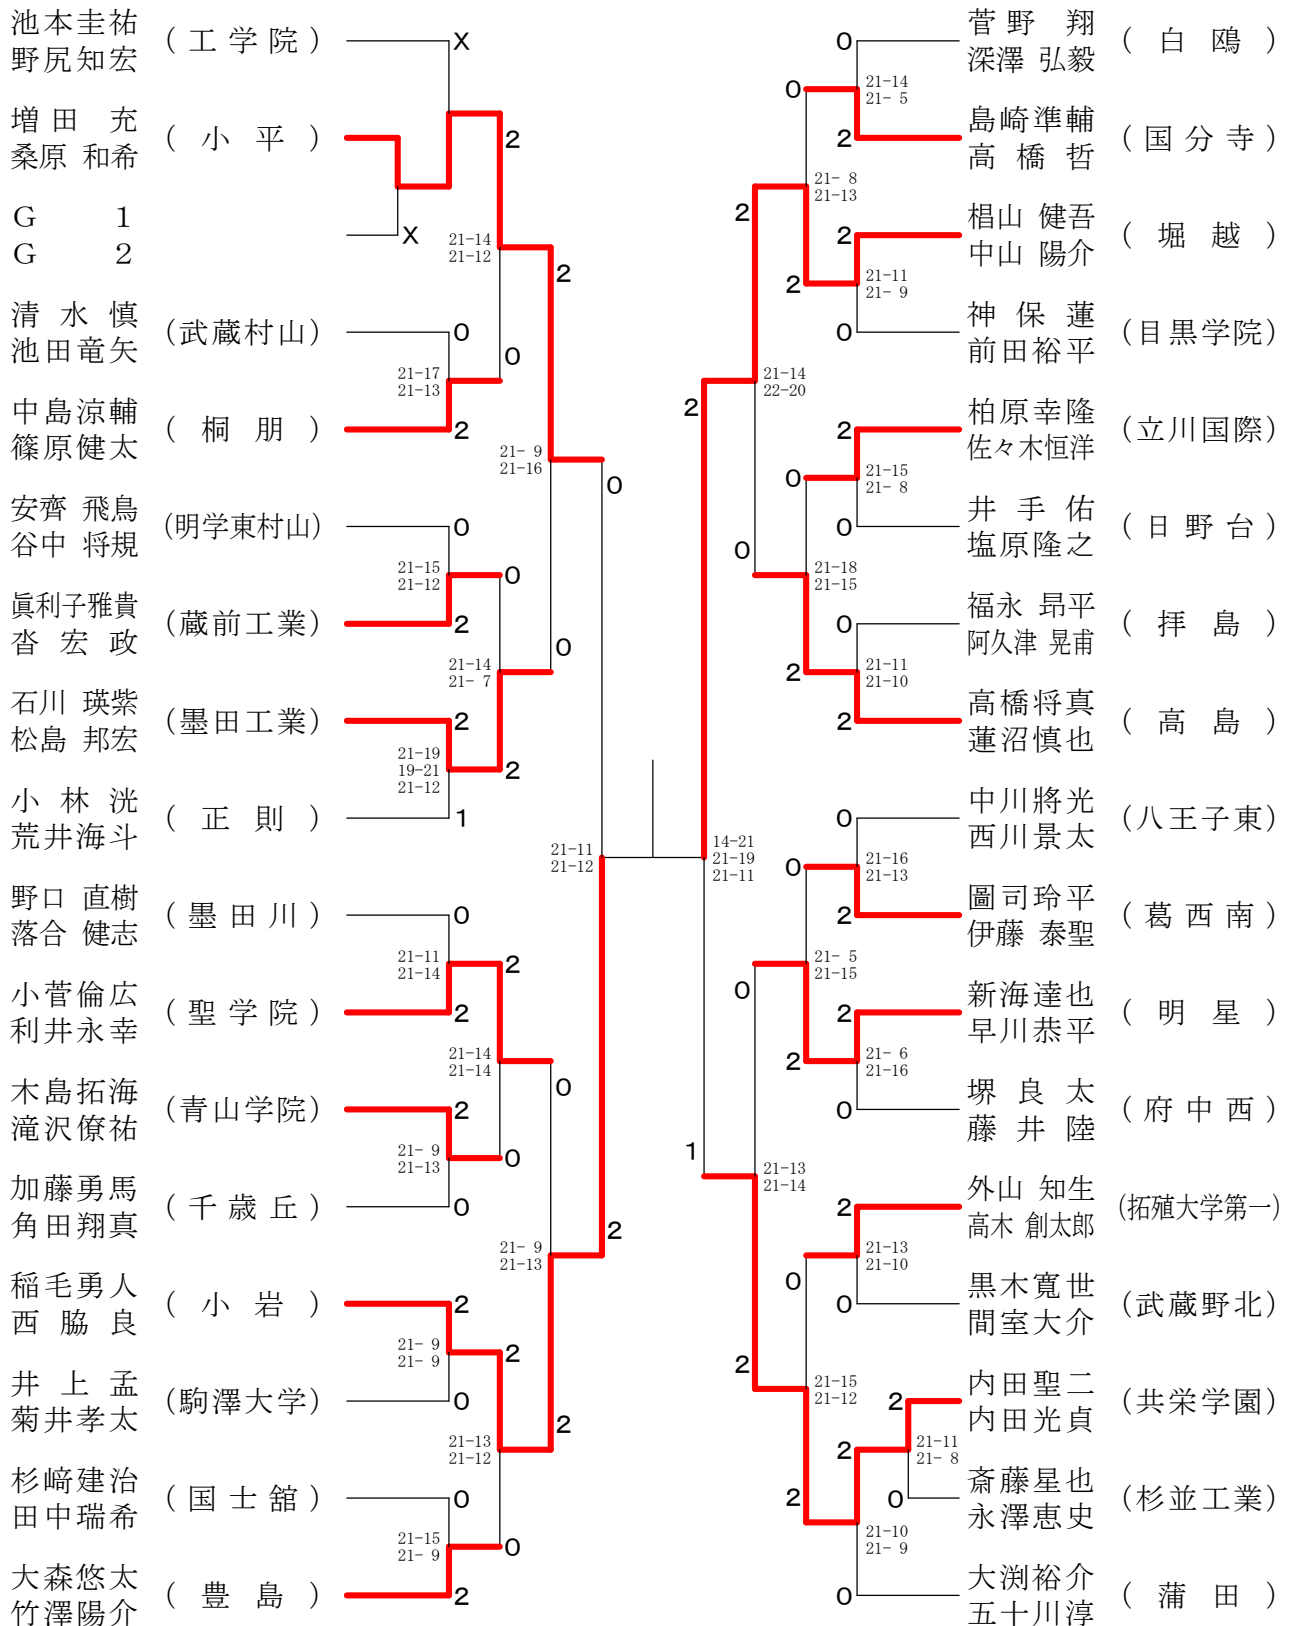 池本圭祐
野尻知宏
(工学院)
X
増田 充
桑原 和希
(小平)
2
G 1
G 2
X
21-14
21-12
2
清水慎
池田竜矢
(武蔵村山)
0
0
21-17
21-13
中島涼輔
篠原健太
(桐朋)
2
21- 9
21-16
0
安齊 飛鳥
谷中 将規
(明学東村山)
0
21-15
21-12
0
眞利子雅貴
沓宏政
(蔵前工業)
2
0
21-14
21- 7
石川 瑛紫
松島 邦宏
(墨田工業)
2
21-19
19-21
21-12
2
小林洸
荒井海斗
(正則)
1
21-11
21-12
野口 直樹
落合 健志
(墨田川)
0
21-11
21-14
2
小菅倫広
利井永幸
(聖学院)
2
21-14
21-14
0
木島拓海
滝沢僚祐
(青山学院)
2
21- 9
21-13
0
加藤勇馬
角田翔真
(千歳丘)
0
21- 9
21-13
2
稲毛勇人
西脇良
(小岩)
2
21- 9
21- 9
2
井上孟
菊井孝太
(駒澤大学)
0
21-13
21-12
2
杉﨑建治
田中瑞希
(国士舘)
0
21-15
21- 9
0
大森悠太
竹澤陽介
(豊島)
2
0
菅野 翔
深澤 弘毅
(白鴎)
0
21-14
21- 5
2
島崎準輔
高橋哲
(国分寺)
21- 8
21-13
2
2
椙山 健吾
中山 陽介
(堀越)
2
21-11
21- 9
0
神保蓮
前田裕平
(目黒学院)
21-14
22-20
2
2
柏原幸隆
佐々木恒洋
(立川国際)
0
21-15
21- 8
0
井手佑
塩原隆之
(日野台)
0
21-18
21-15
0
福永 昂平
阿久津 晃甫
(拝島)
2
21-11
21-10
2
高橋将真
蓮沼慎也
(高島)
0
中川將光
西川景太
(八王子東)
14-21
21-19
21-11
0
21-16
21-13
2
圖司玲平
伊藤 泰聖
(葛西南)
21- 5
21-15
0
2
新海達也
早川恭平
(明星)
2
21- 6
21-16
0
堺良太
藤井陸
(府中西)
1
21-13
21-14
2
外山 知生
高木 創太郎
(拓殖大学第一)
0
21-13
21-10
0
黒木寛世
間室大介
(武蔵野北)
2
21-15
21-12
2
内田聖二
内田光貞
(共栄学園)
2
21-11
21- 8
0
斎藤星也
永澤恵史
(杉並工業)
2
21-10
21- 9
0
大渕裕介
五十川淳
(蒲田)